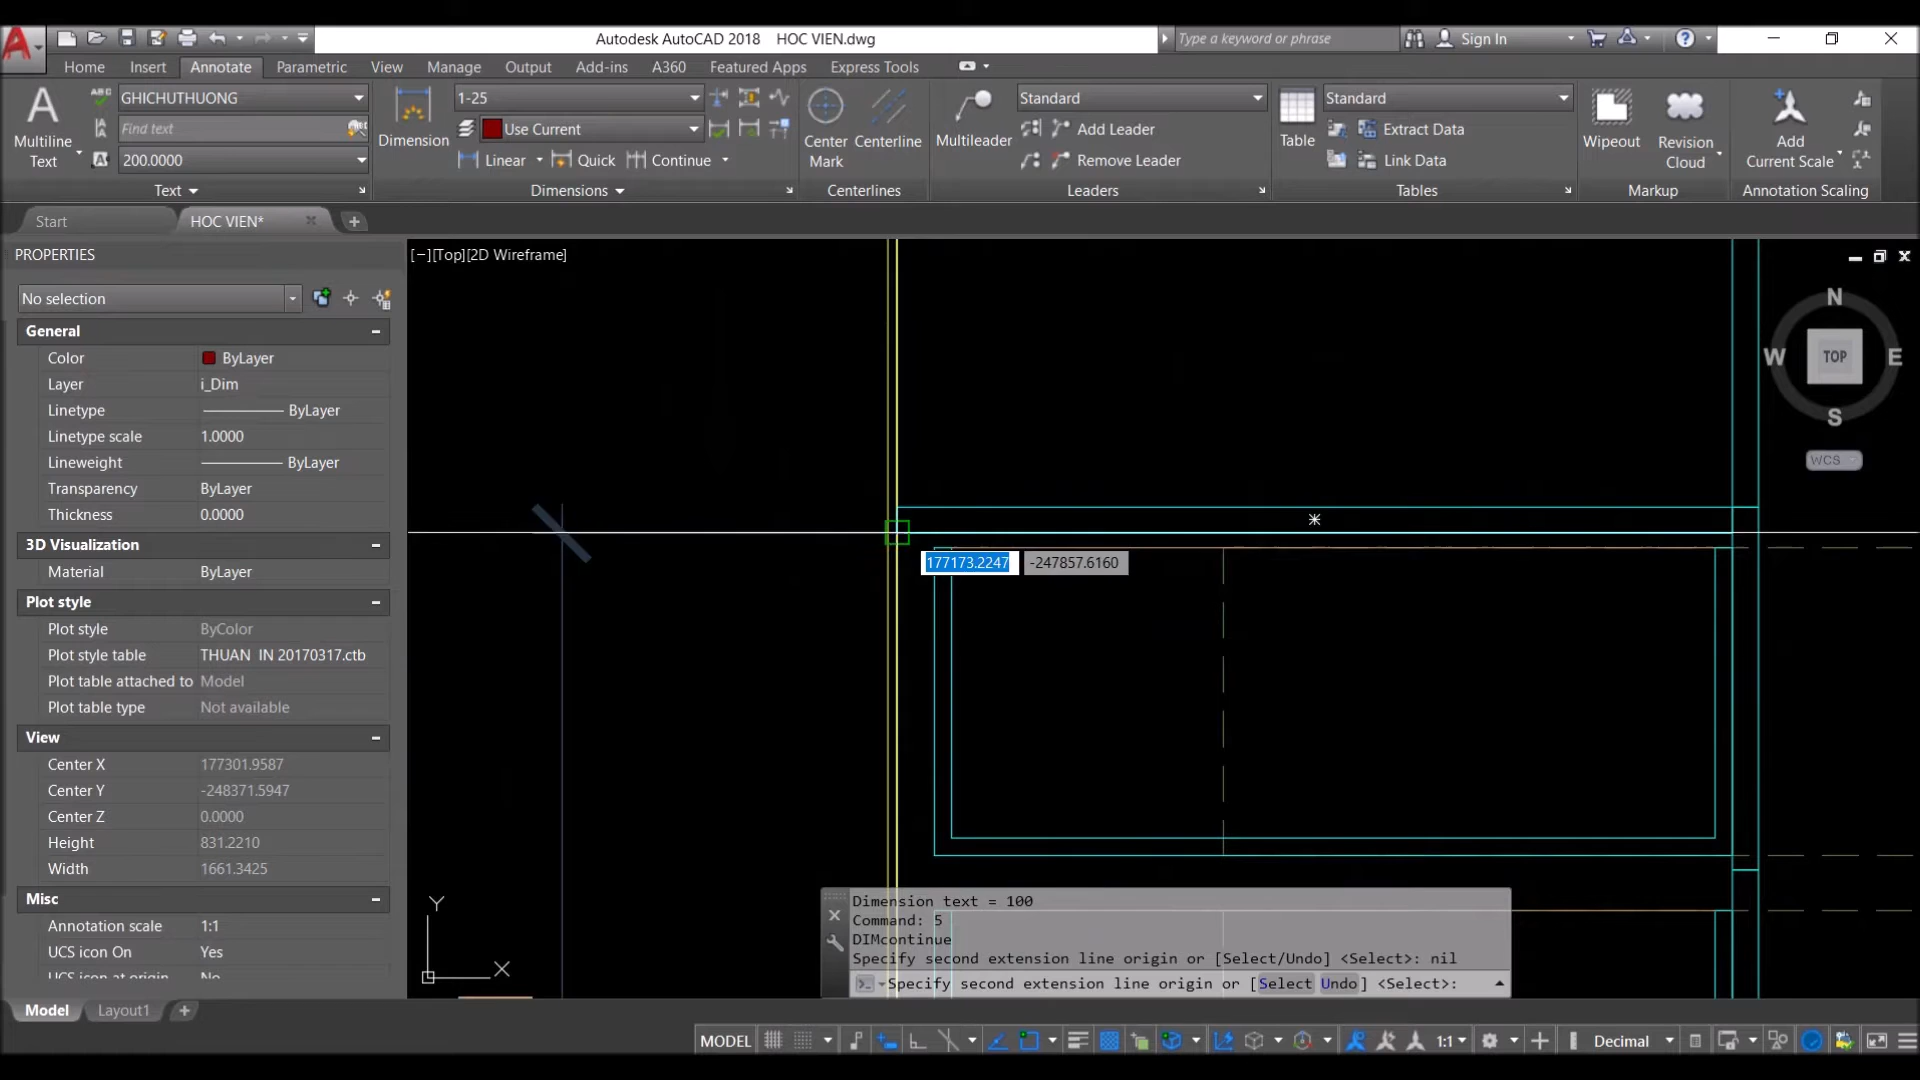 Autodesk AutoCAD 2018 HOC VIEN.dwg
Type a keyword or phrase
Sign In
Home Insert Annotate Parametric View Manage Output Add-ins A360 Featured Apps Express Tools
Multiline Text
GHICHUTHUONG
Find text
200.0000
Text
Dimension
1-25
Use Current
Linear Quick Continue
Dimensions
Center Mark
Centerline
Centerlines
Multileader
Standard
Add Leader
Remove Leader
Leaders
Table
Standard
Extract Data
Link Data
Tables
Wipeout
Revision Cloud
Markup
Add Current Scale
Annotation Scaling
Start
HOC VIEN*
PROPERTIES
No selection
General
Color ByLayer
Layer i_Dim
Linetype ByLayer
Linetype scale 1.0000
Lineweight ByLayer
Transparency ByLayer
Thickness 0.0000
3D Visualization
Material ByLayer
Plot style
Plot style ByColor
Plot style table THUAN IN 20170317.ctb
Plot table attached to Model
Plot table type Not available
View
Center X 177301.9587
Center Y -248371.5947
Center Z 0.0000
Height 831.2210
Width 1661.3425
Misc
Annotation scale 1:1
UCS icon On Yes
UCS icon at origin No
[−][Top][2D Wireframe]
N
W TOP E
S
WCS
177173.2247 -247857.6160
Y
X
Dimension text = 100
Command: 5
DIMcontinue
Specify second extension line origin or [Select/Undo] <Select>: nil
Specify second extension line origin or [Select Undo] <Select>:
Model Layout1
MODEL 1:1 Decimal